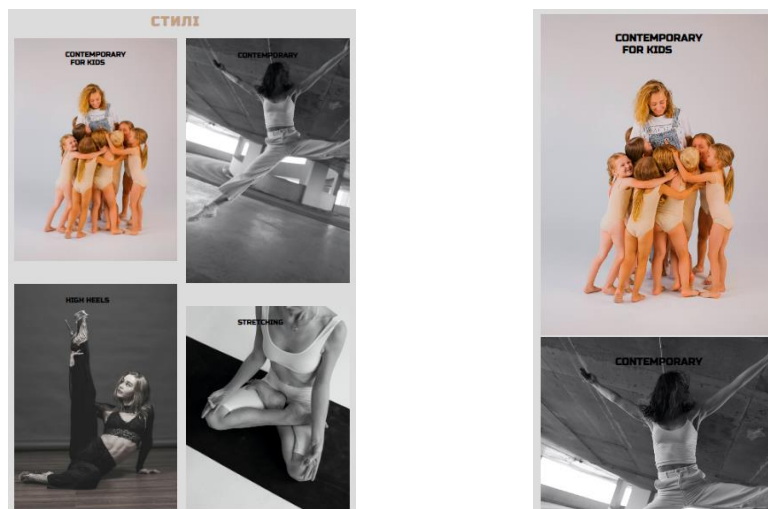 СТИЛІ
CONTEMPORARY
FOR KIDS
CONTEMPORARY
HIGH HEELS
STRETCHING
CONTEMPORARY
FOR KIDS
CONTEMPORARY